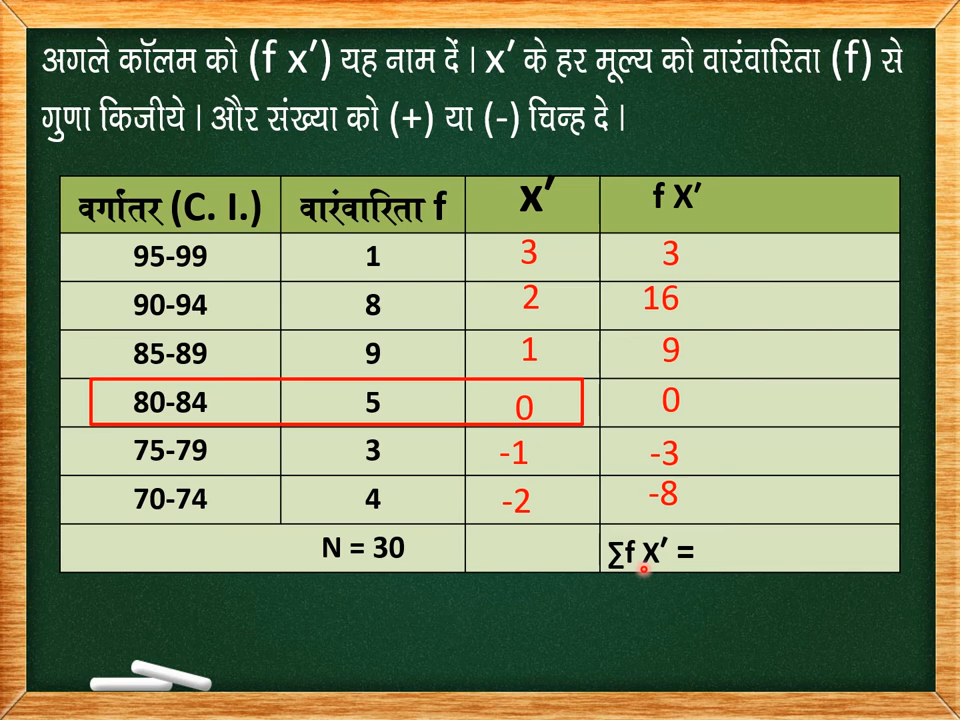 अगले कॉलम को (f x′) यह नाम दें । x′ के हर मूल्य को वारंवारिता (f) से
गुणा किजीये । और संख्या को (+) या (-) चिन्ह दे ।
वर्गांतर (C. I.) वारंवारिता f x′ f X′
95-99 1 3 3
90-94 8 2 16
85-89 9 1 9
80-84 5 0 0
75-79 3 -1 -3
70-74 4 -2 -8
N = 30 ∑f X′ =